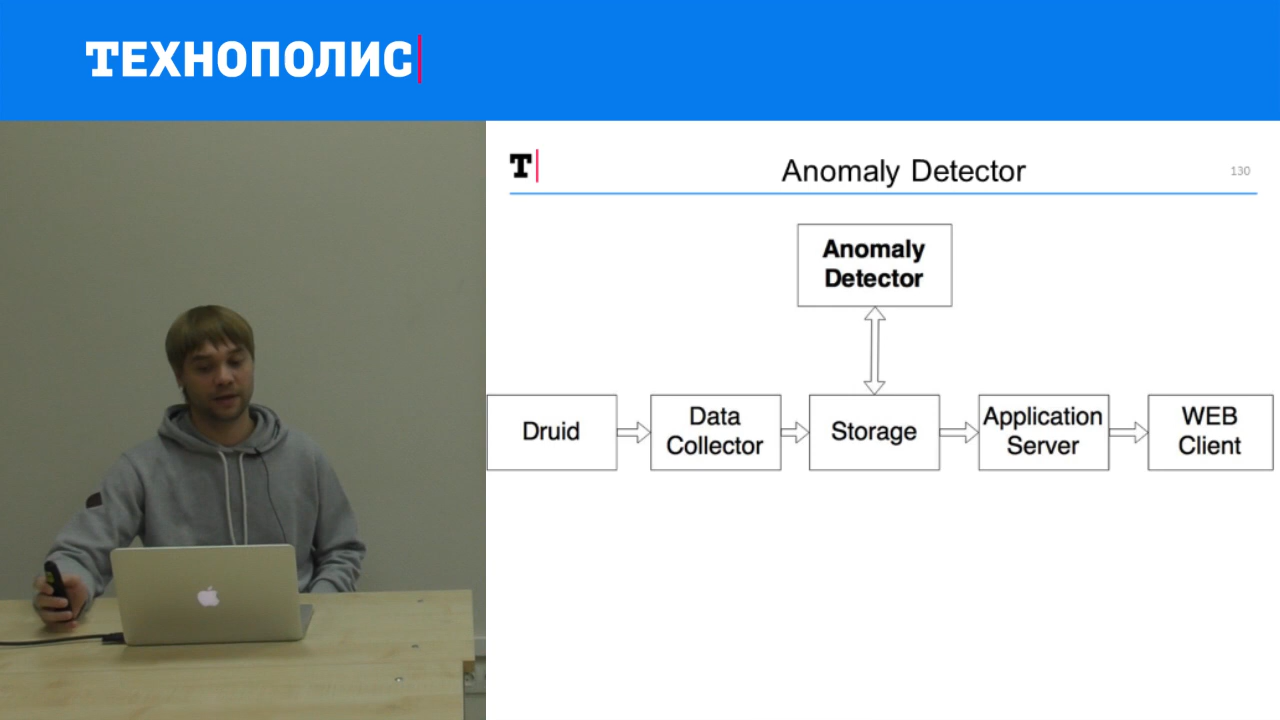 ТЕХНОПОЛИС
T
Anomaly Detector
130
Anomaly
Detector
Druid
Data
Collector
Storage
Application
Server
WEB
Client